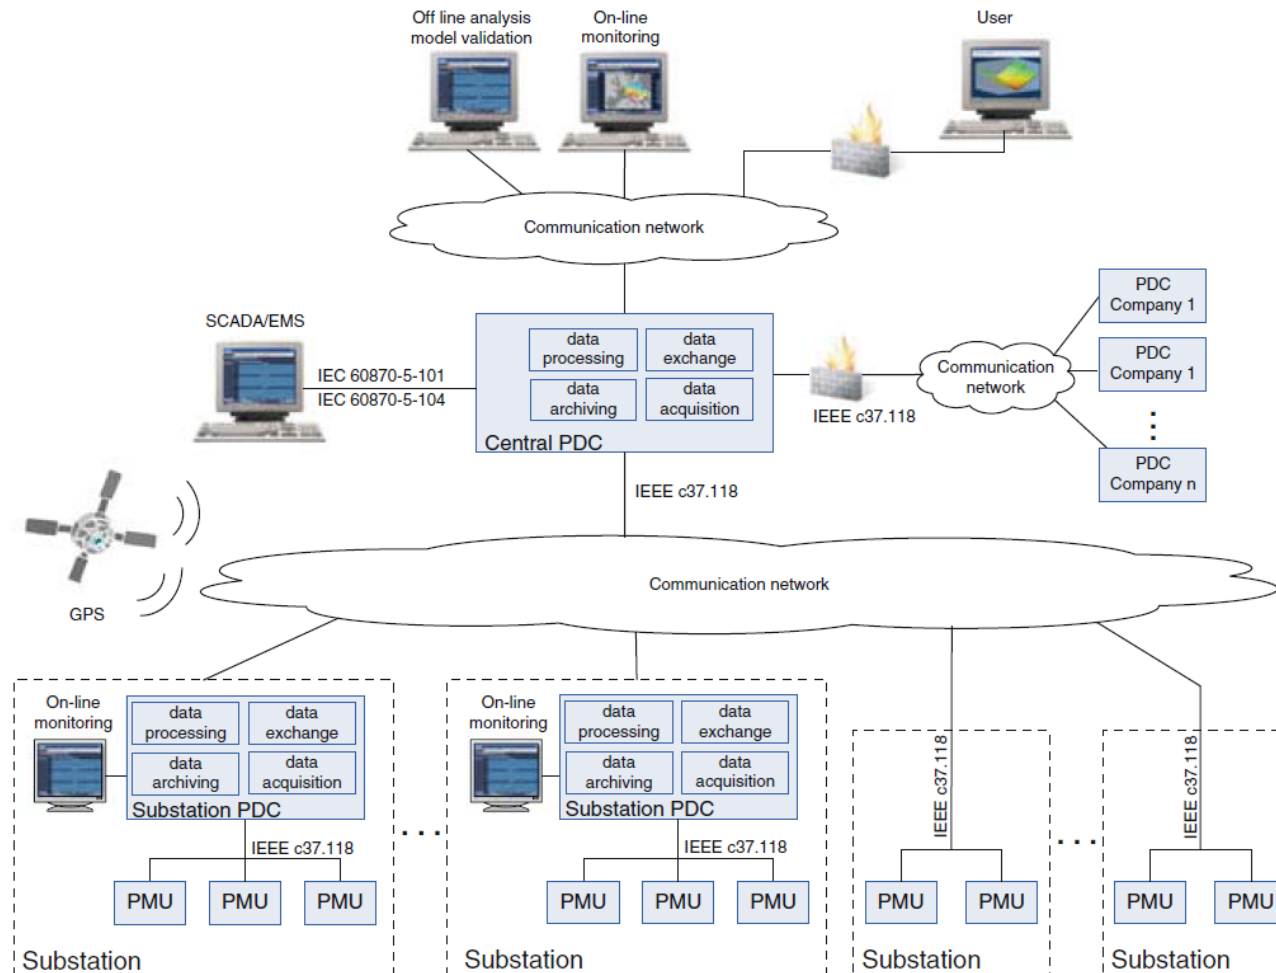 Off line analysis
model validation
On-line
monitoring
User
Communication network
SCADA/EMS
IEC 60870-5-101
IEC 60870-5-104
data
processing
data
exchange
data
archiving
data
acquisition
Central PDC
IEEE c37.118
Communication
network
PDC
Company 1
PDC
Company 1
PDC
Company n
IEEE c37.118
GPS
Communication network
On-line
monitoring
data
processing
data
exchange
data
archiving
data
acquisition
Substation PDC
IEEE c37.118
PMU
PMU
PMU
Substation
. . .
On-line
monitoring
data
processing
data
exchange
data
archiving
data
acquisition
Substation PDC
IEEE c37.118
PMU
PMU
PMU
Substation
IEEE c37.118
PMU
PMU
Substation
. . .
IEEE c37.118
PMU
PMU
Substation